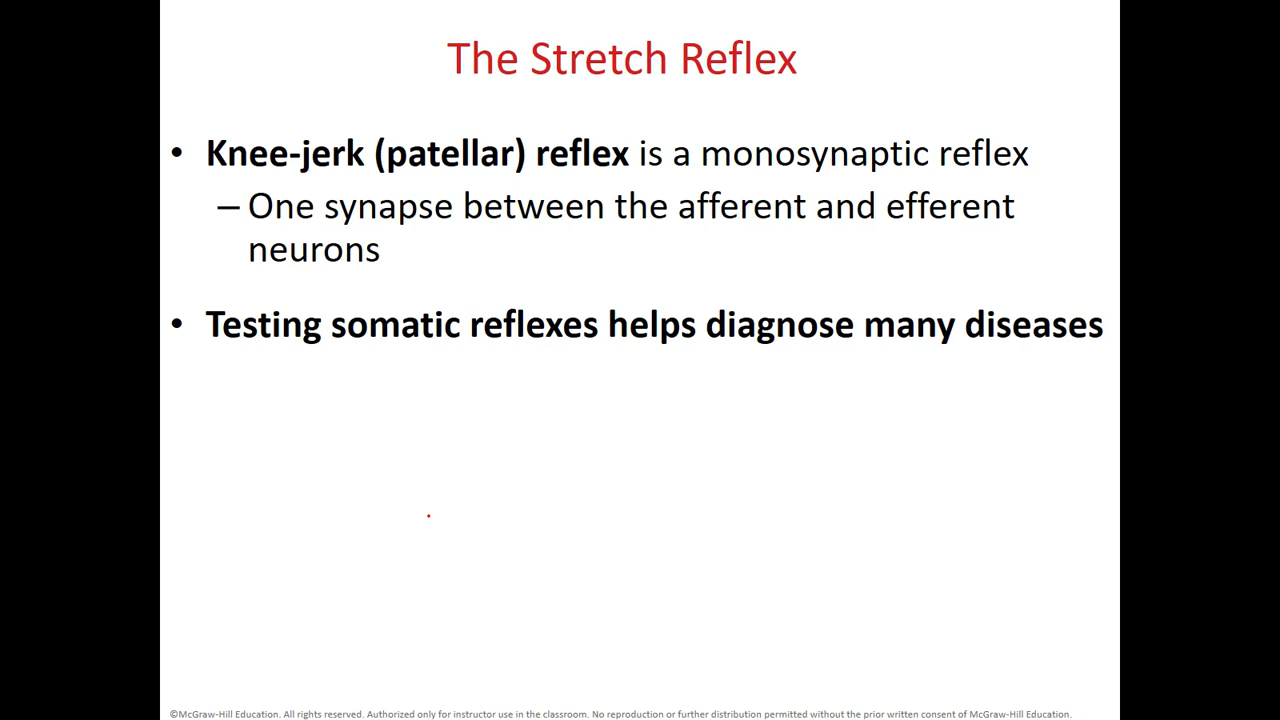 The Stretch Reflex
• Knee-jerk (patellar) reflex is a monosynaptic reflex
– One synapse between the afferent and efferent
neurons
• Testing somatic reflexes helps diagnose many diseases
©McGraw-Hill Education. All rights reserved. Authorized only for instructor use in the classroom. No reproduction or further distribution permitted without the prior written consent of McGraw-Hill Education.